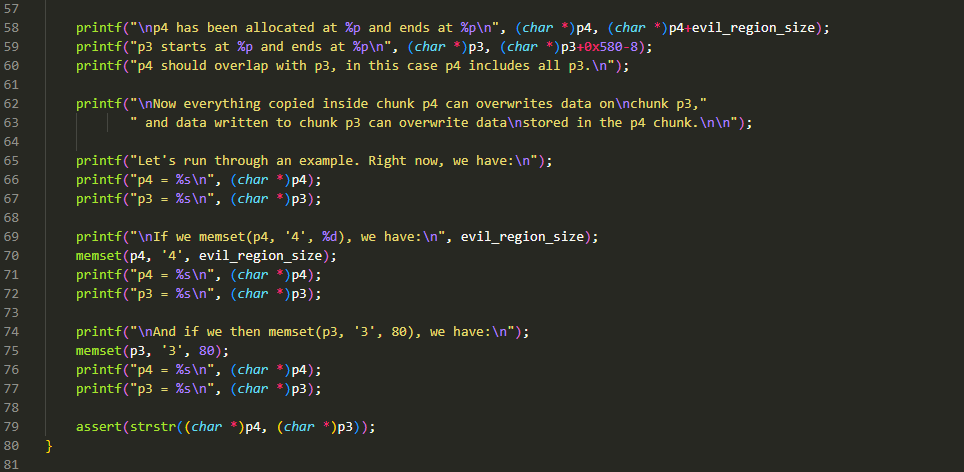 57
58 printf("\np4 has been allocated at %p and ends at %p\n", (char *)p4, (char *)p4+evil_region_size);
59 printf("p3 starts at %p and ends at %p\n", (char *)p3, (char *)p3+0x580-8);
60 printf("p4 should overlap with p3, in this case p4 includes all p3.\n");
61
62 printf("\nNow everything copied inside chunk p4 can overwrites data on\nchunk p3,"
63 " and data written to chunk p3 can overwrite data\nstored in the p4 chunk.\n\n");
64
65 printf("Let's run through an example. Right now, we have:\n");
66 printf("p4 = %s\n", (char *)p4);
67 printf("p3 = %s\n", (char *)p3);
68
69 printf("\nIf we memset(p4, '4', %d), we have:\n", evil_region_size);
70 memset(p4, '4', evil_region_size);
71 printf("p4 = %s\n", (char *)p4);
72 printf("p3 = %s\n", (char *)p3);
73
74 printf("\nAnd if we then memset(p3, '3', 80), we have:\n");
75 memset(p3, '3', 80);
76 printf("p4 = %s\n", (char *)p4);
77 printf("p3 = %s\n", (char *)p3);
78
79 assert(strstr((char *)p4, (char *)p3));
80 }
81